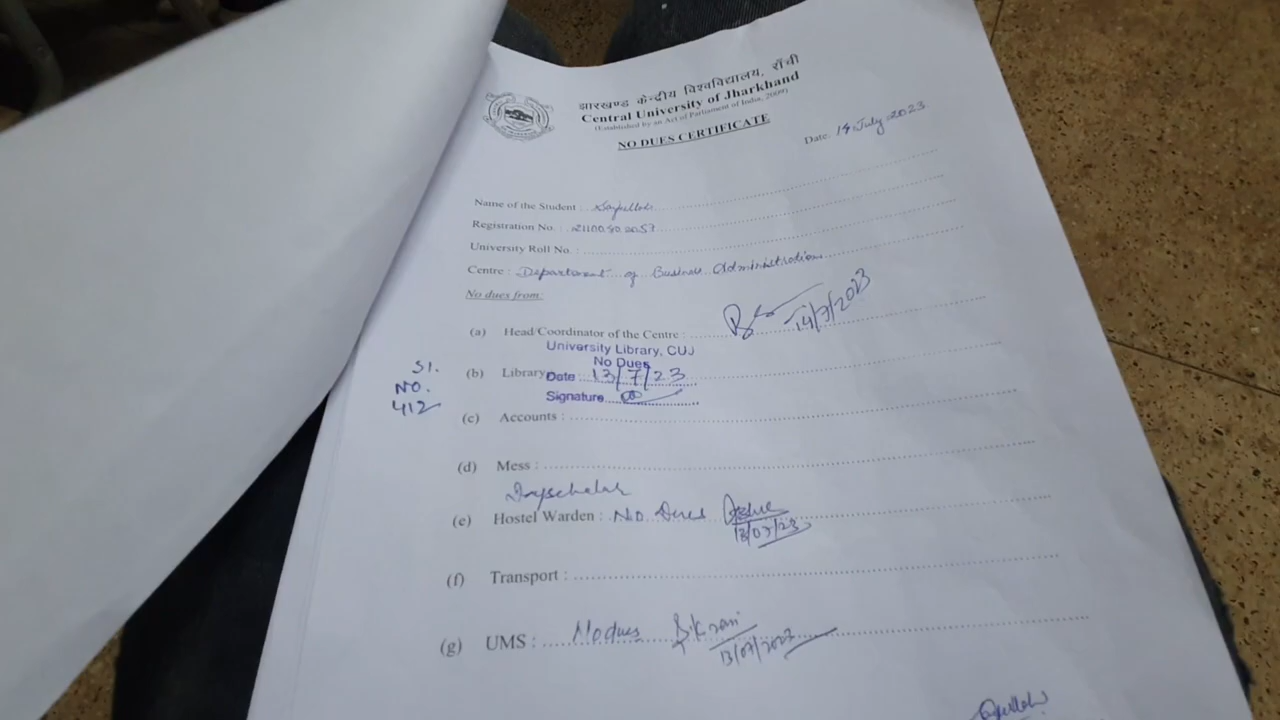 झारखण्ड केन्द्रीय विश्वविद्यालय, राँची
Central University of Jharkhand
(Established by an Act of Parliament of India, 2009)
NO DUES CERTIFICATE
Date: 14 July 2023
Name of the Student : Sayfullah
Registration No. :
University Roll No. :
Centre : Department of Business Administration
No dues from:
(a) Head/Coordinator of the Centre : 14/7/2023
University Library, CUJ
No Dues
(b) Library Date : 13/7/23
Signature
Sl.
NO.
412
(c) Accounts :
(d) Mess :
Dayscholar
(e) Hostel Warden : No Dues
13/07/23
(f) Transport :
(g) UMS : No dues
13/07/2023